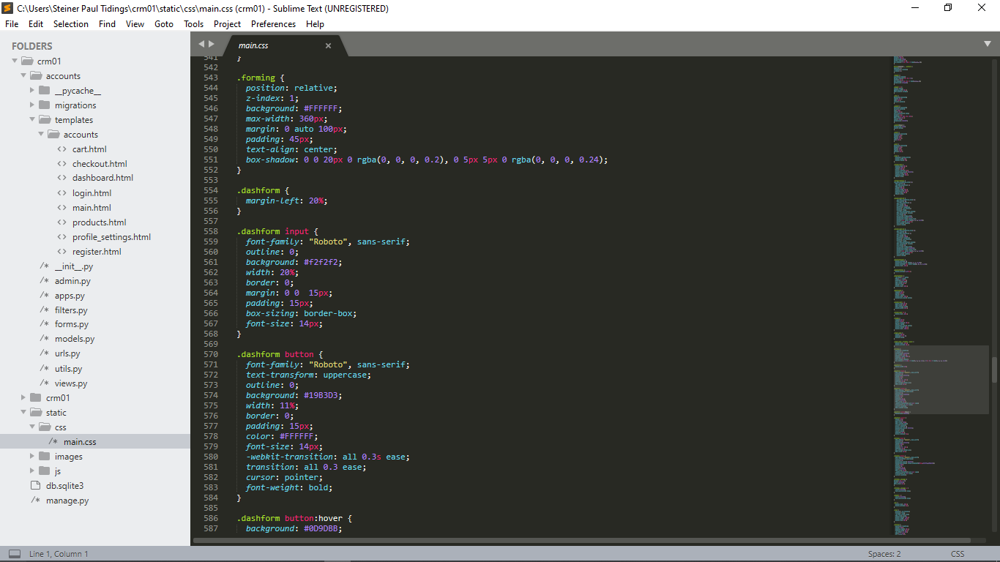 C:\Users\Steiner Paul Tidings\crm01\static\css\main.css (crm01) - Sublime Text (UNREGISTERED)
File Edit Selection Find View Goto Tools Project Preferences Help
FOLDERS
crm01
accounts
__pycache__
migrations
templates
accounts
cart.html
checkout.html
dashboard.html
login.html
main.html
products.html
profile_settings.html
register.html
/* __init__.py
/* admin.py
/* apps.py
/* filters.py
/* forms.py
/* models.py
/* urls.py
/* utils.py
/* views.py
crm01
static
css
/* main.css
images
js
db.sqlite3
/* manage.py
main.css
541 }
542
543 .forming {
544 position: relative;
545 z-index: 1;
546 background: #FFFFFF;
547 max-width: 360px;
548 margin: 0 auto 100px;
549 padding: 45px;
550 text-align: center;
551 box-shadow: 0 0 20px 0 rgba(0, 0, 0, 0.2), 0 5px 5px 0 rgba(0, 0, 0, 0.24);
552 }
553
554 .dashform {
555 margin-left: 20%;
556 }
557
558 .dashform input {
559 font-family: "Roboto", sans-serif;
560 outline: 0;
561 background: #f2f2f2;
562 width: 20%;
563 border: 0;
564 margin: 0 0  15px;
565 padding: 15px;
566 box-sizing: border-box;
567 font-size: 14px;
568 }
569
570 .dashform button {
571 font-family: "Roboto", sans-serif;
572 text-transform: uppercase;
573 outline: 0;
574 background: #19B3D3;
575 width: 11%;
576 border: 0;
577 padding: 15px;
578 color: #FFFFFF;
579 font-size: 14px;
580 -webkit-transition: all 0.3s ease;
581 transition: all 0.3 ease;
582 cursor: pointer;
583 font-weight: bold;
584 }
585
586 .dashform button:hover {
587 background: #0D9DBB;
Line 1, Column 1
Spaces: 2
CSS